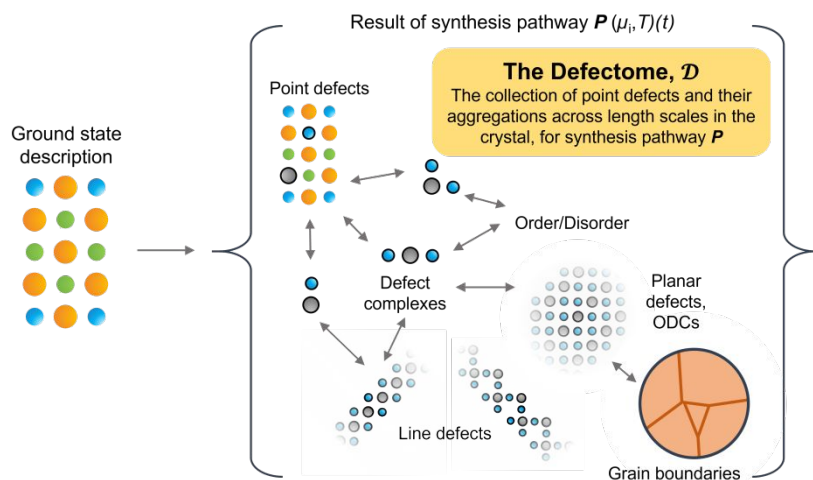 Result of synthesis pathway P (μi,T)(t)
The Defectome, 𝒟
The collection of point defects and their
aggregations across length scales in the
crystal, for synthesis pathway P
Point defects
Ground state
description
Order/Disorder
Defect
complexes
Planar
defects,
ODCs
Line defects
Grain boundaries